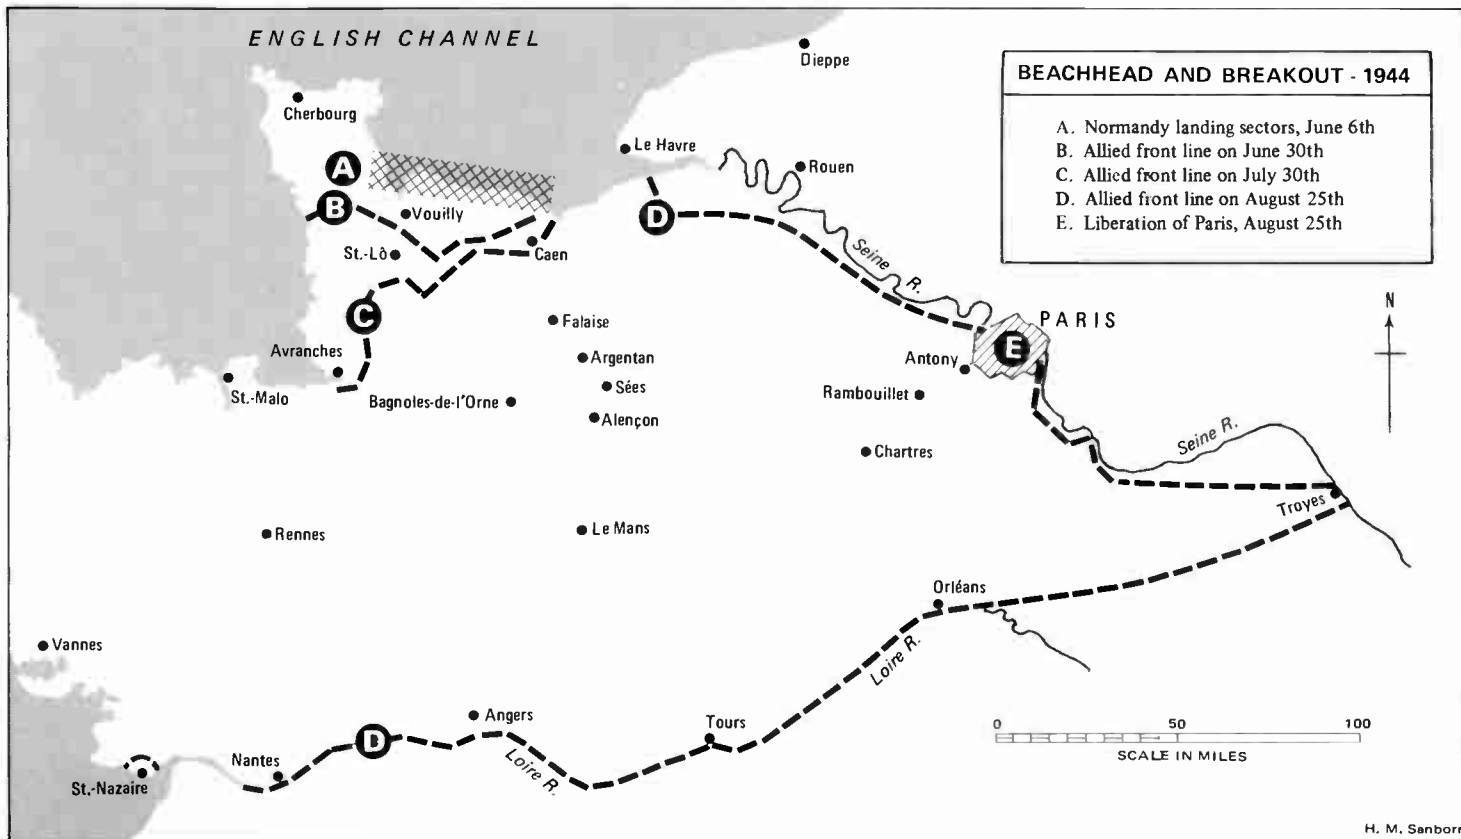 ENGLISH CHANNEL
Dieppe
BEACHHEAD AND BREAKOUT - 1944
A. Normandy landing sectors, June 6th
B. Allied front line on June 30th
C. Allied front line on July 30th
D. Allied front line on August 25th
E. Liberation of Paris, August 25th
Cherbourg
Le Havre
Rouen
A
B
Vouilly
D
St.-Lô
Caen
Seine R.
N
C
Falaise
PARIS
E
Avranches
Argentan
Antony
St.-Malo
Sées
Bagnoles-de-l'Orne
Rambouillet
Alençon
Chartres
Seine R.
Troyes
Rennes
Le Mans
Orléans
Vannes
Loire R.
Angers
Tours
D
Nantes
Loire R.
St.-Nazaire
0 50 100
SCALE IN MILES
H. M. Sanborn